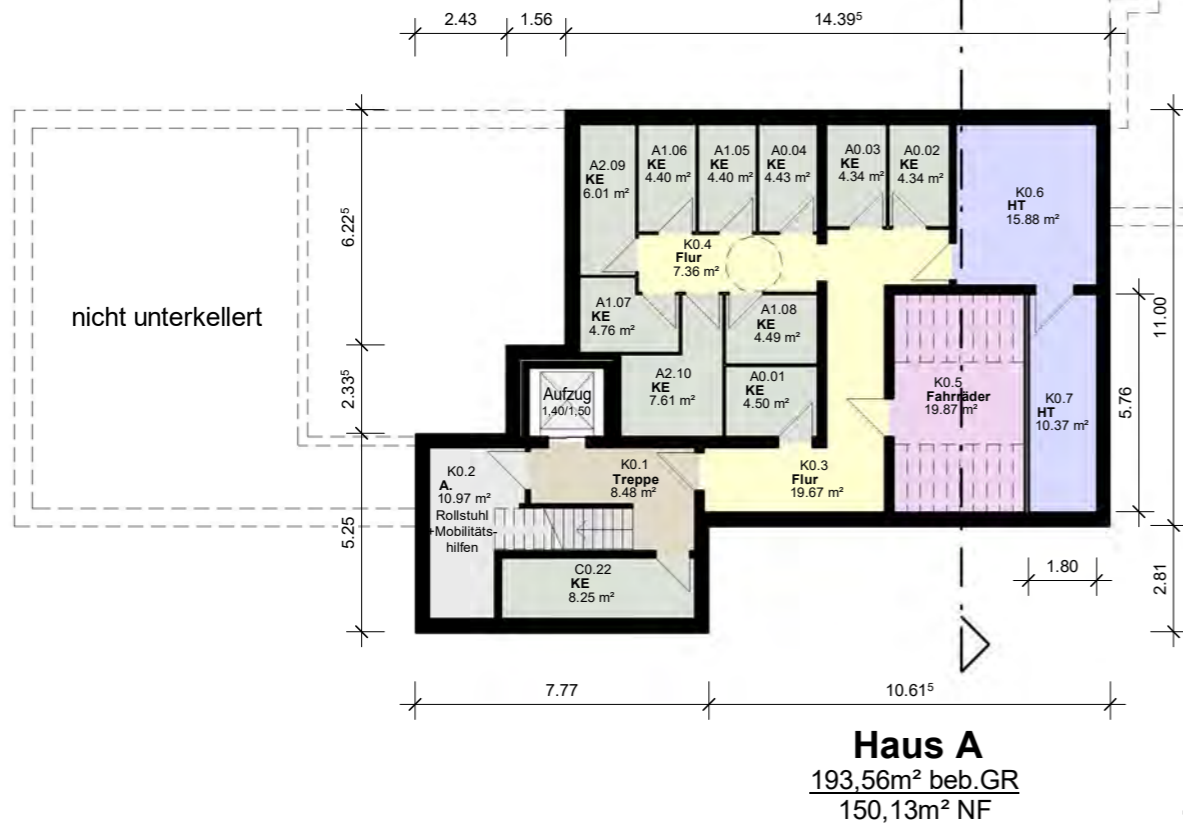 2.43
1.56
14.39⁵
6.22⁵
2.33⁵
5.25
nicht unterkellert
A2.09
KE
6.01 m²
A1.06
KE
4.40 m²
A1.05
KE
4.40 m²
A0.04
KE
4.43 m²
A0.03
KE
4.34 m²
A0.02
KE
4.34 m²
K0.6
HT
15.88 m²
K0.4
Flur
7.36 m²
A1.07
KE
4.76 m²
A1.08
KE
4.49 m²
A2.10
KE
7.61 m²
A0.01
KE
4.50 m²
Aufzug
1,40/1,50
K0.5
Fahrräder
19.87 m²
K0.7
HT
10.37 m²
K0.2
A.
10.97 m²
Rollstuhl
+Mobilitäts-
hilfen
K0.1
Treppe
8.48 m²
K0.3
Flur
19.67 m²
C0.22
KE
8.25 m²
11.00
5.76
1.80
2.81
7.77
10.61⁵
Haus A
193,56m² beb.GR
150,13m² NF